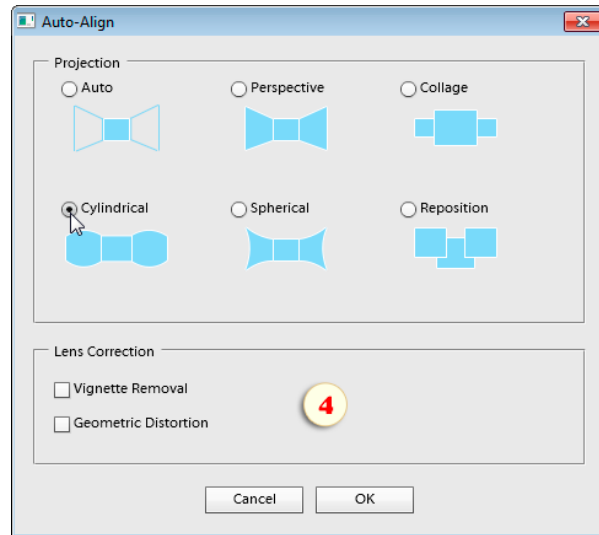 Auto-Align
Projection
Auto
Perspective
Collage
Cylindrical
Spherical
Reposition
Lens Correction
Vignette Removal
Geometric Distortion
4
Cancel
OK